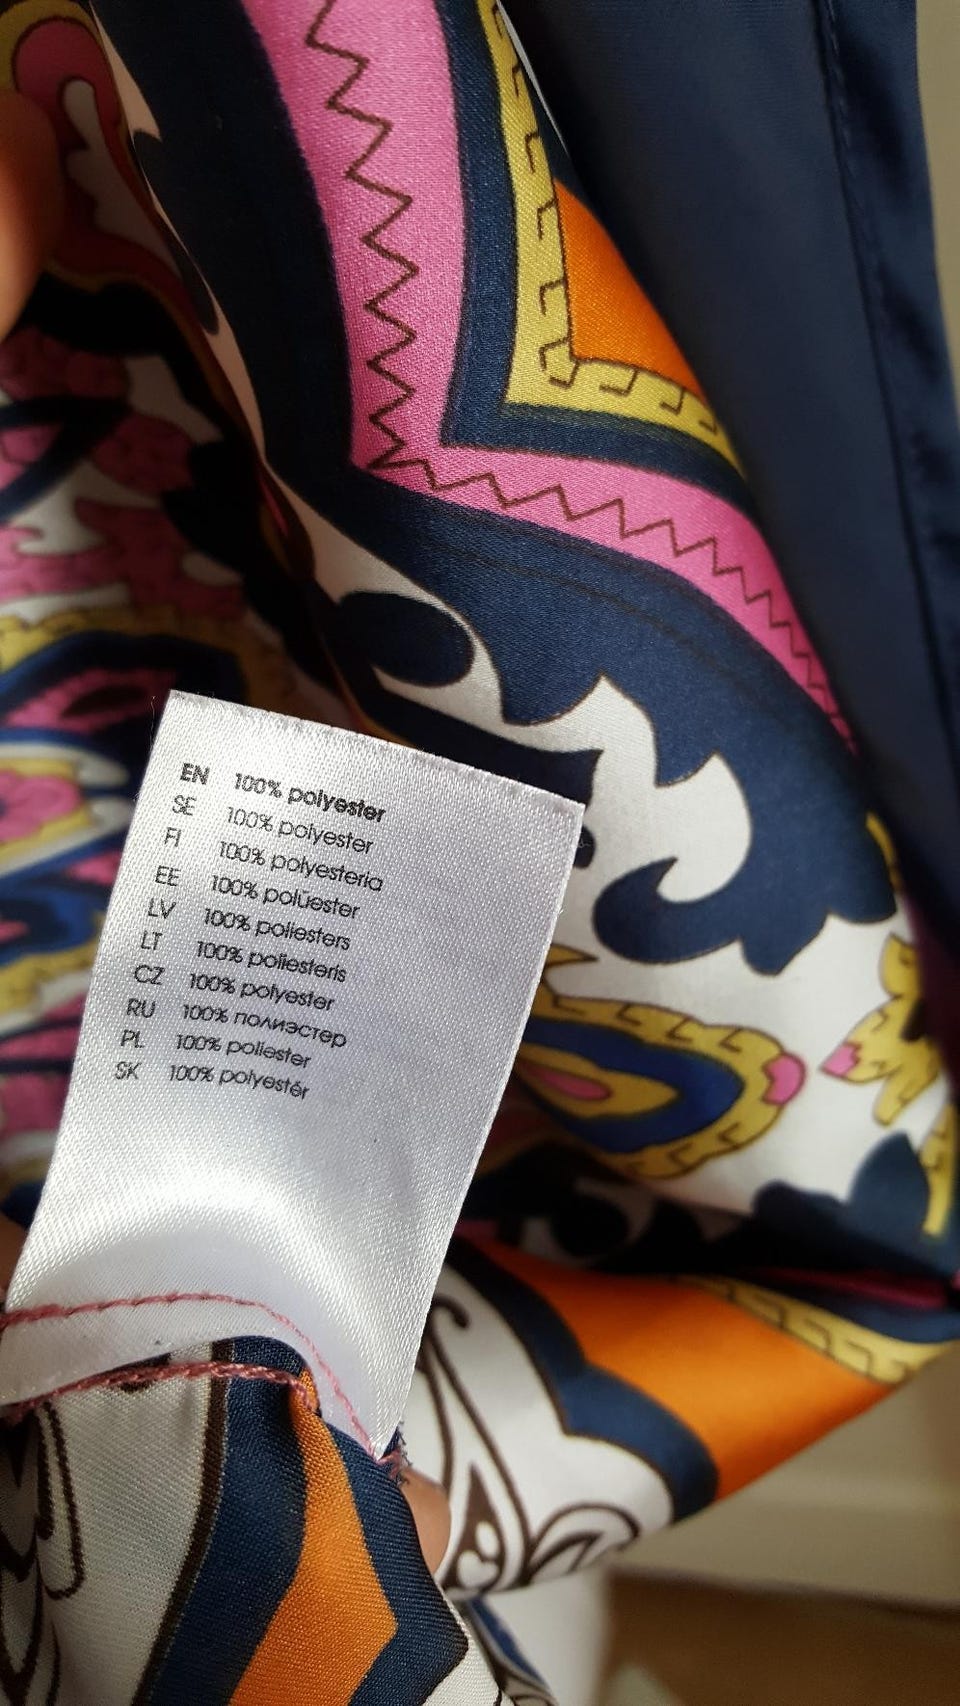 EN 100% polyester
SE 100% polyester
FI 100% polyesteria
EE 100% polüester
LV 100% poliesters
LT 100% poliesteris
CZ 100% polyester
RU 100% полиэстер
PL 100% poliester
SK 100% polyestér